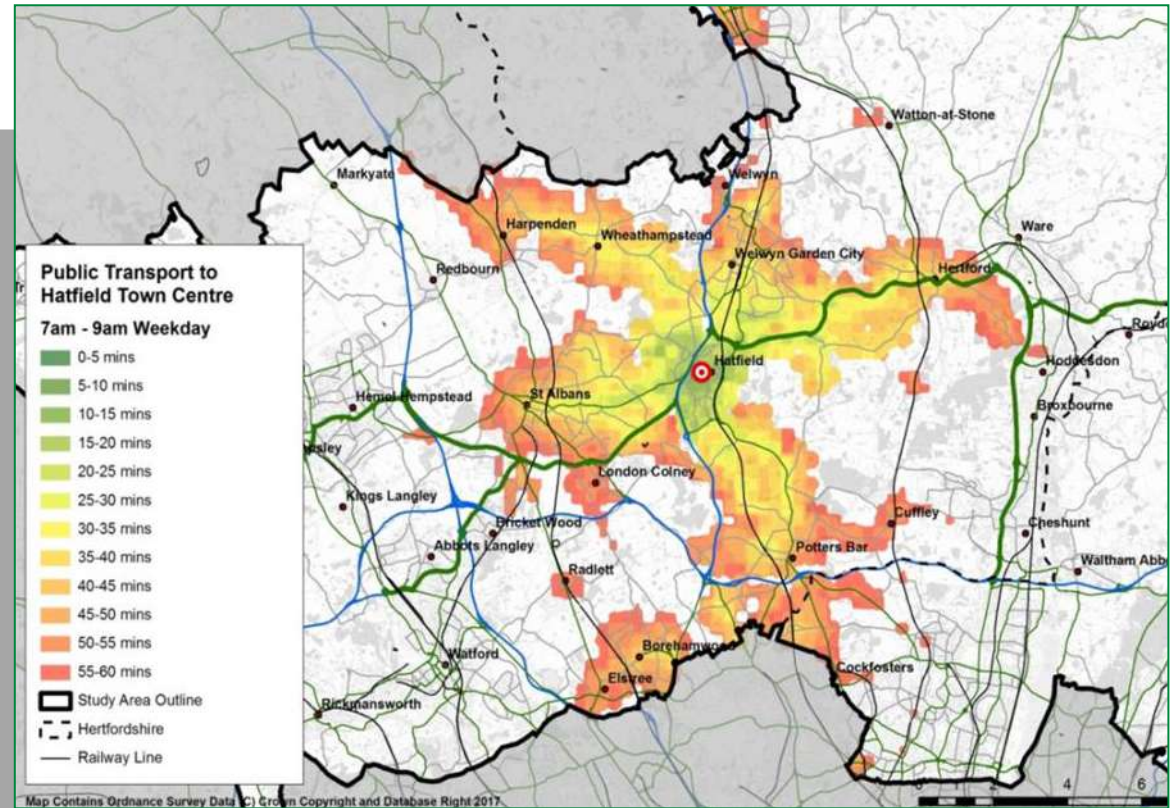 Watton-at-Stone
Markyate
Welwyn
Harpenden
Wheathampstead
Ware
Welwyn Garden City
Redbourn
Hertford
Public Transport to
Hatfield Town Centre
7am - 9am Weekday
0-5 mins
5-10 mins
10-15 mins
15-20 mins
20-25 mins
25-30 mins
30-35 mins
35-40 mins
40-45 mins
45-50 mins
50-55 mins
55-60 mins
Study Area Outline
Hertfordshire
Railway Line
Hatfield
Hoddesdon
Hemel Hempstead
St Albans
Broxbourne
London Colney
Kings Langley
Cuffley
Bricket Wood
Cheshunt
Abbots Langley
Potters Bar
Radlett
Waltham Abb
Borehamwood
Watford
Cockfosters
Elstree
Rickmansworth
4
6
Map Contains Ordnance Survey Data (C) Crown Copyright and Database Right 2017